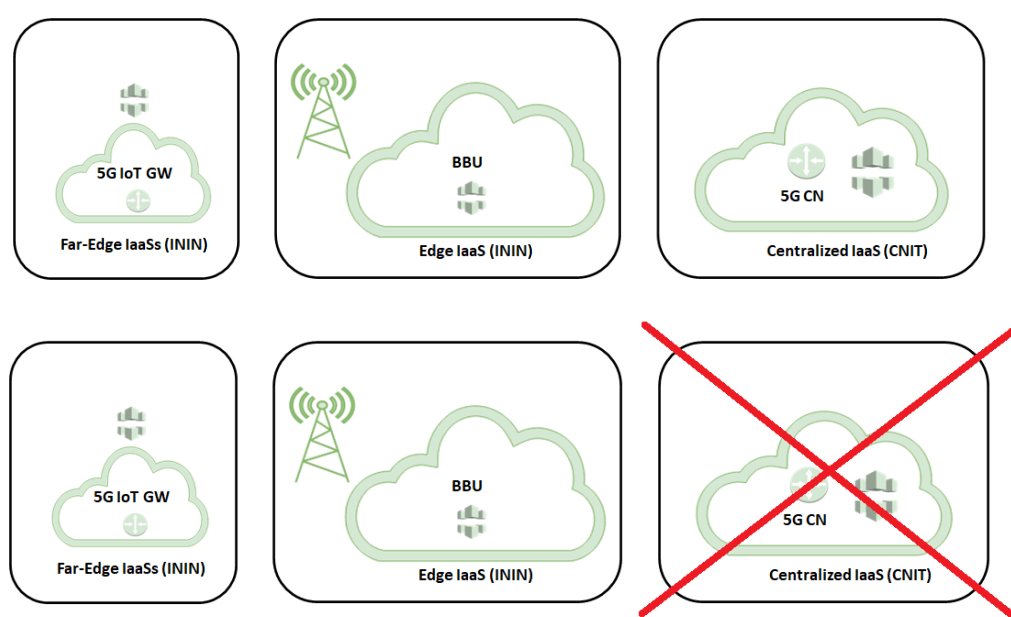 5G IoT GW
Far-Edge IaaSs (ININ)
BBU
Edge IaaS (ININ)
5G CN
Centralized IaaS (CNIT)
5G IoT GW
Far-Edge IaaSs (ININ)
BBU
Edge IaaS (ININ)
5G CN
Centralized IaaS (CNIT)